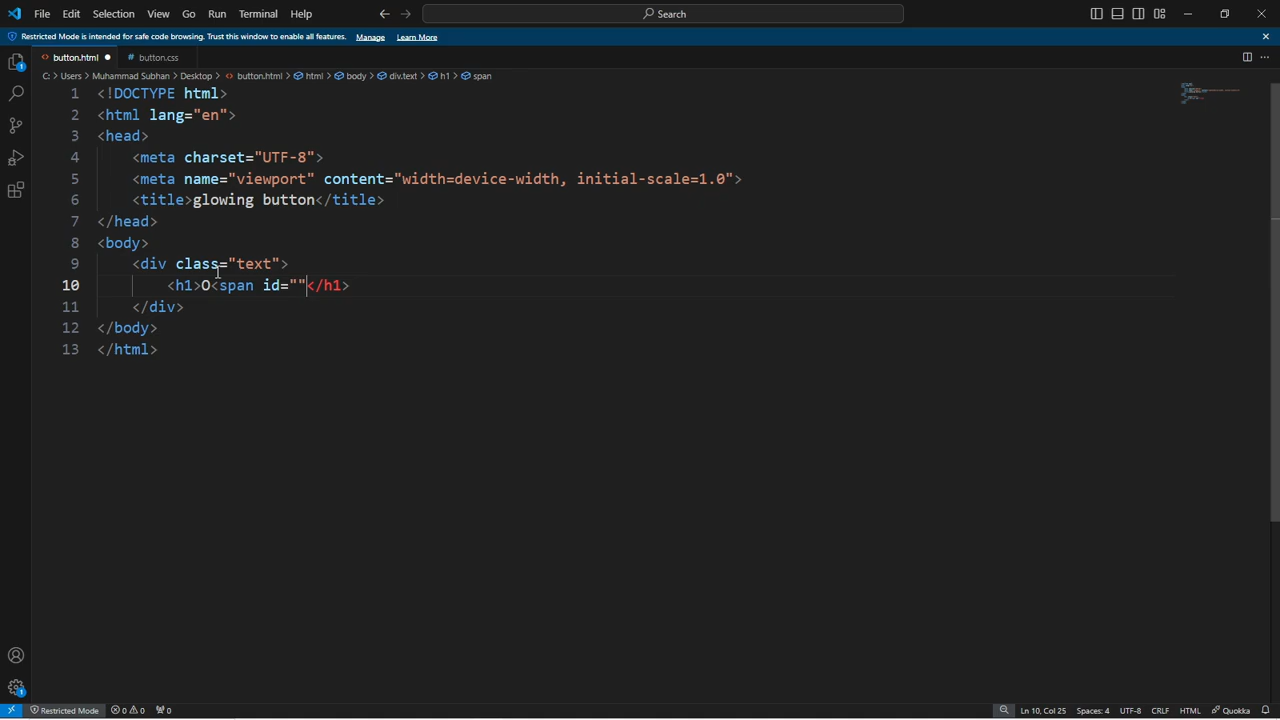 File Edit Selection View Go Run Terminal Help Search
Restricted Mode is intended for safe code browsing. Trust this window to enable all features. Manage Learn More
button.html button.css
C: > Users > Muhammad Subhan > Desktop > button.html > html > body > div.text > h1 > span
1 <!DOCTYPE html>
2 <html lang="en">
3 <head>
4 <meta charset="UTF-8">
5 <meta name="viewport" content="width=device-width, initial-scale=1.0">
6 <title>glowing button</title>
7 </head>
8 <body>
9 <div class="text">
10 <h1>O<span id=""</h1>
11 </div>
12 </body>
13 </html>
Restricted Mode 0 0 0 Ln 10, Col 25 Spaces: 4 UTF-8 CRLF HTML Quokka